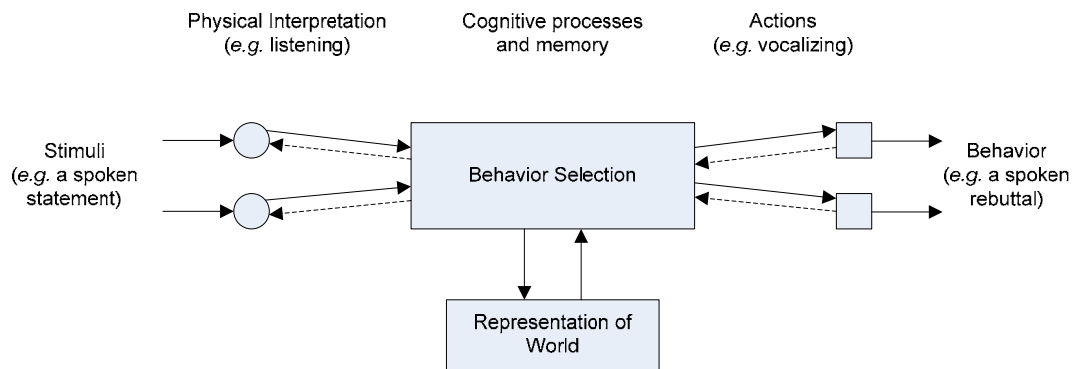 Physical Interpretation
(e.g. listening)
Cognitive processes
and memory
Actions
(e.g. vocalizing)
Stimuli
(e.g. a spoken
statement)
Behavior Selection
Behavior
(e.g. a spoken
rebuttal)
Representation of
World